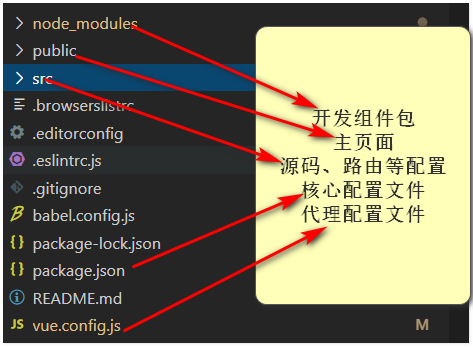 node_modules
public
src
.browserslistrc
.editorconfig
.eslintrc.js
.gitignore
babel.config.js
package-lock.json
package.json
README.md
vue.config.js
M
开发组件包
主页面
源码、路由等配置
核心配置文件
代理配置文件